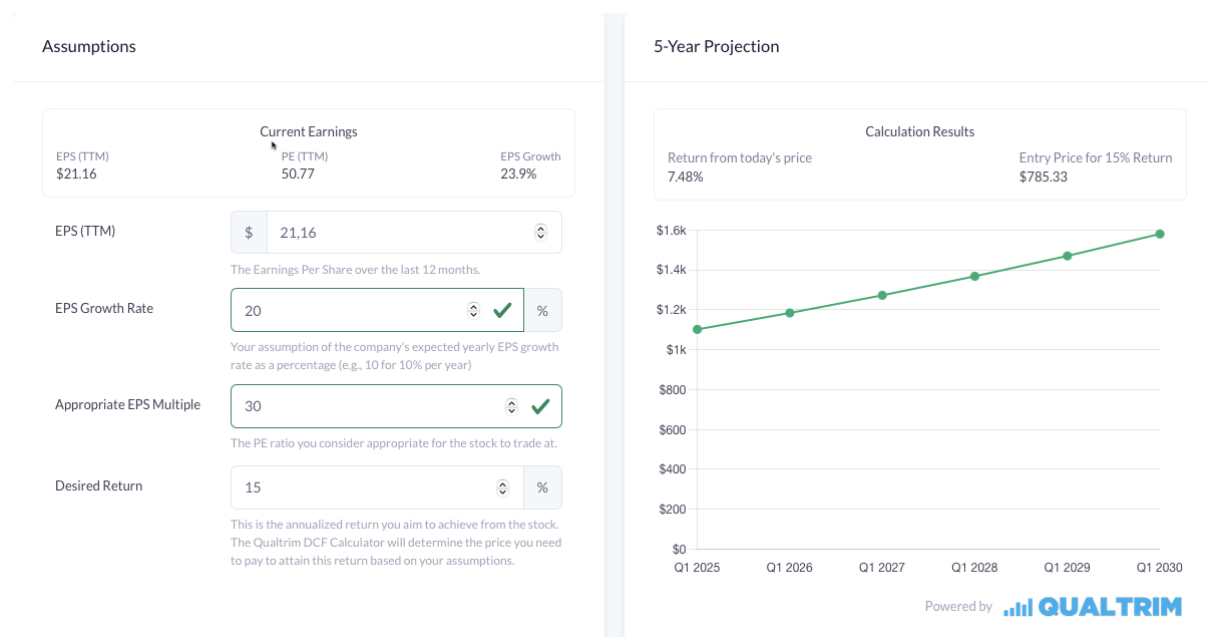 Assumptions
Current Earnings
EPS (TTM)
PE (TTM)
EPS Growth
$21.16
50.77
23.9%
EPS (TTM)
$
21,16
The Earnings Per Share over the last 12 months.
EPS Growth Rate
20
%
Your assumption of the company's expected yearly EPS growth
rate as a percentage (e.g., 10 for 10% per year)
Appropriate EPS Multiple
30
The PE ratio you consider appropriate for the stock to trade at.
Desired Return
15
%
This is the annualized return you aim to achieve from the stock.
The Qualtrim DCF Calculator will determine the price you need
to pay to attain this return based on your assumptions.
5-Year Projection
Calculation Results
Return from today's price
Entry Price for 15% Return
7.48%
$785.33
$1.6k
$1.4k
$1.2k
$1k
$800
$600
$400
$200
$0
Q1 2025
Q1 2026
Q1 2027
Q1 2028
Q1 2029
Q1 2030
Powered by
QUALTRIM